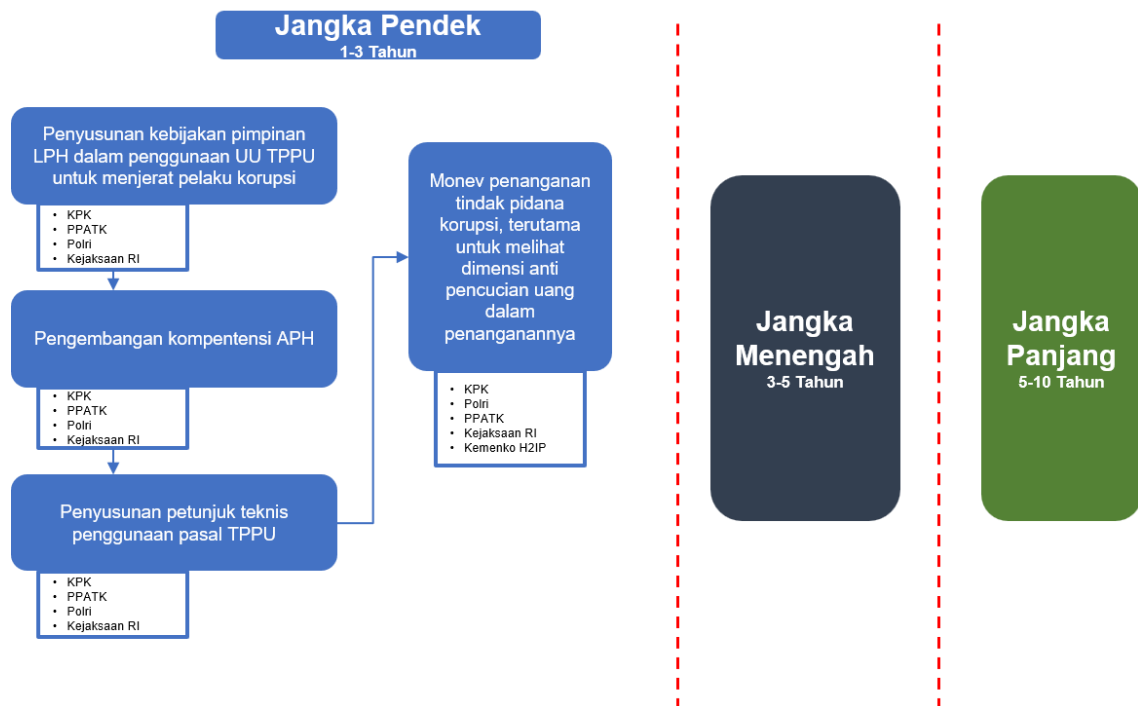 Jangka Pendek
1-3 Tahun
Penyusunan kebijakan pimpinan
LPH dalam penggunaan UU TPPU
untuk menjerat pelaku korupsi
• KPK
• PPATK
• Polri
• Kejaksaan RI
Pengembangan kompentensi APH
• KPK
• PPATK
• Polri
• Kejaksaan RI
Penyusunan petunjuk teknis
penggunaan pasal TPPU
• KPK
• PPATK
• Polri
• Kejaksaan RI
Monev penanganan
tindak pidana
korupsi, terutama
untuk melihat
dimensi anti
pencucian uang
dalam
penanganannya
• KPK
• Polri
• PPATK
• Kejaksaan RI
• Kemenko H2IP
Jangka
Menengah
3-5 Tahun
Jangka
Panjang
5-10 Tahun